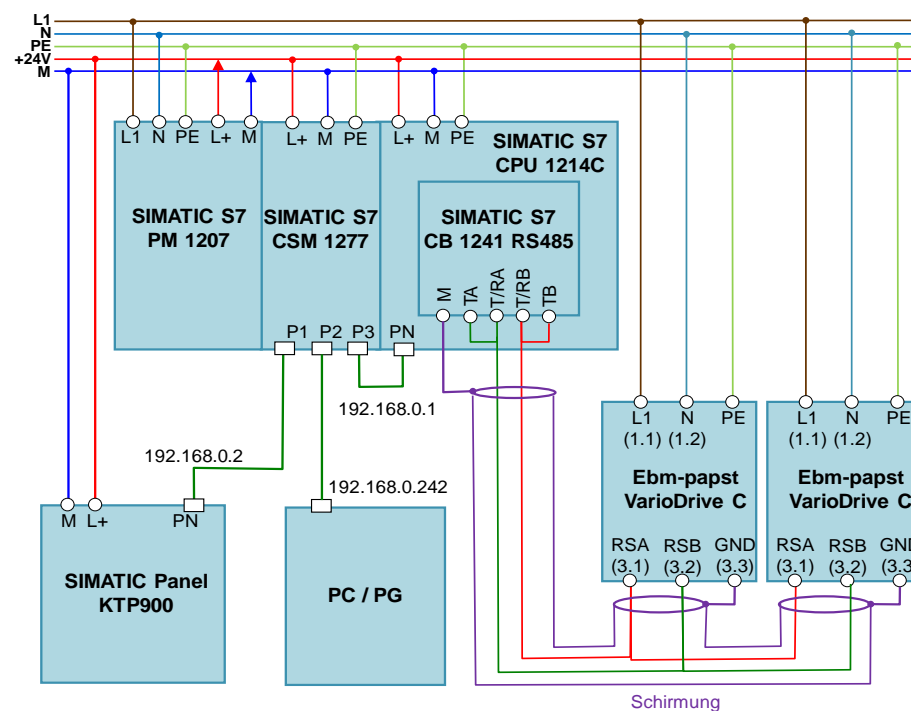 L1
N
PE
+24V
M
L1 N PE L+ M
L+ M PE
L+ M PE
SIMATIC S7
CPU 1214C
SIMATIC S7
PM 1207
SIMATIC S7
CSM 1277
SIMATIC S7
CB 1241 RS485
M TA T/RA T/RB TB
P1 P2 P3 PN
192.168.0.1
192.168.0.2
192.168.0.242
M L+ PN
SIMATIC Panel
KTP900
PC / PG
L1 N PE
(1.1) (1.2)
Ebm-papst
VarioDrive C
RSA RSB GND
(3.1) (3.2) (3.3)
L1 N PE
(1.1) (1.2)
Ebm-papst
VarioDrive C
RSA RSB GND
(3.1) (3.2) (3.3
Schirmung